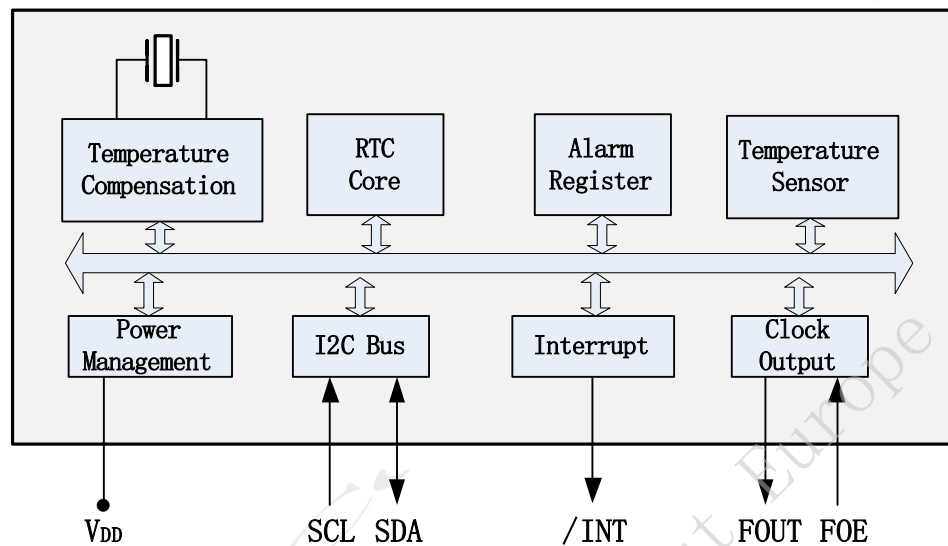 Temperature
Compensation
RTC
Core
Alarm
Register
Temperature
Sensor
Power
Management
I2C Bus
Interrupt
Clock
Output
VDD
SCL
SDA
/INT
FOUT
FOE
Europe